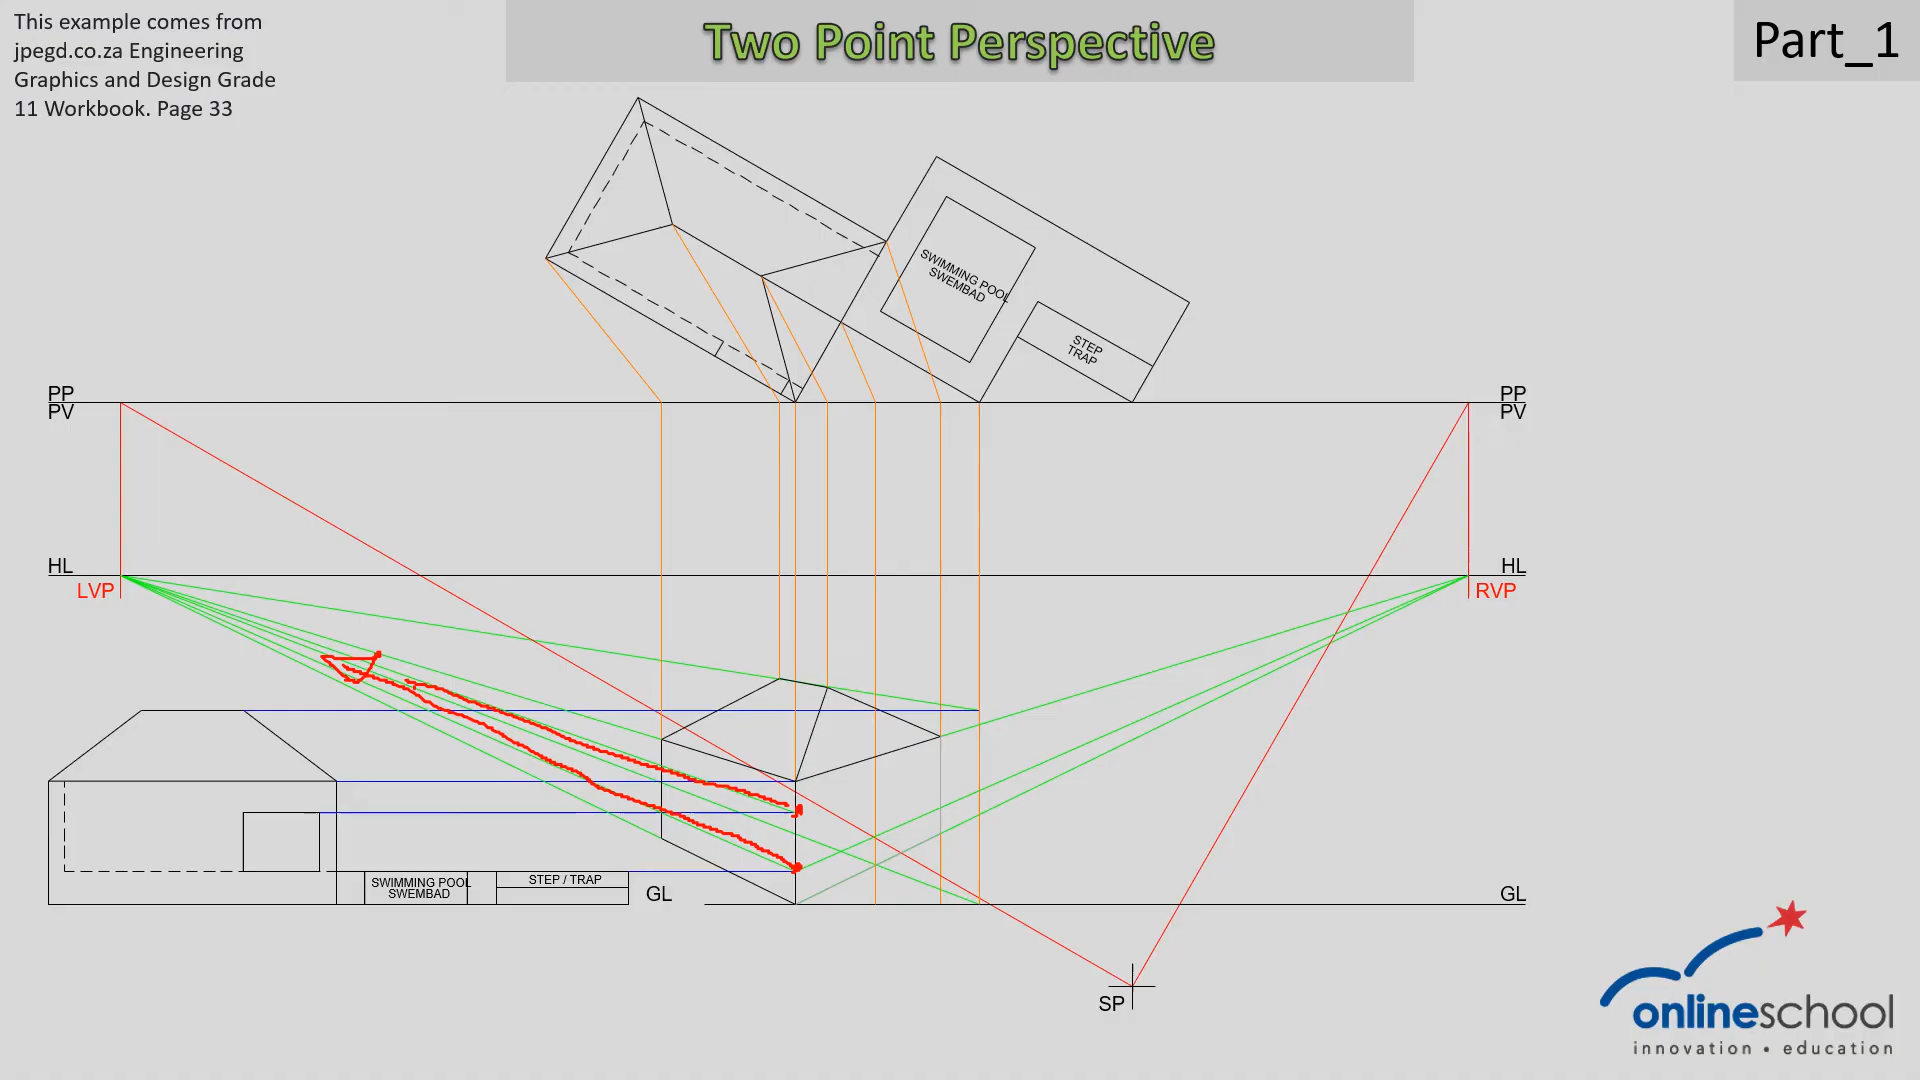 This example comes from
jpegd.co.za Engineering
Graphics and Design Grade
11 Workbook. Page 33
Two Point Perspective
Part_1
SWIMMING POOL
SWEMBAD
STEP
TRAP
PP
PV
PP
PV
HL
HL
LVP
RVP
SWIMMING POOL
SWEMBAD
STEP / TRAP
GL
GL
SP
onlineschool
innovation • education